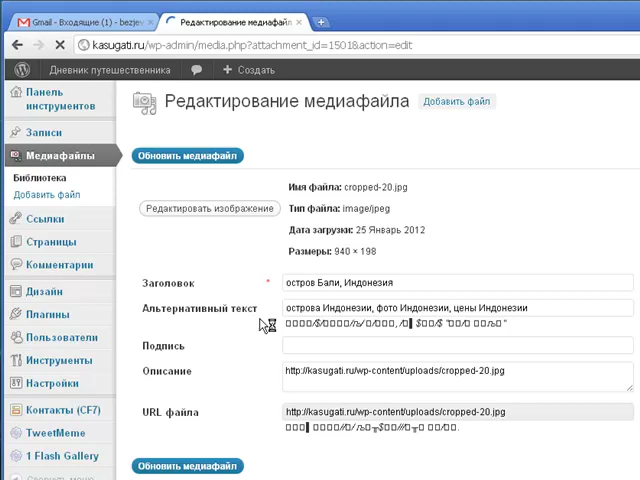 Gmail - Входящие (1) - bezjev
Редактирование медиафайл
kasugati.ru/wp-admin/media.php?attachment_id=1501&action=edit
Дневник путешественника
Создать
Панель инструментов
Записи
Медиафайлы
Библиотека
Добавить файл
Ссылки
Страницы
Комментарии
Дизайн
Плагины
Пользователи
Инструменты
Настройки
Контакты (CF7)
TweetMeme
1 Flash Gallery
Свернуть меню
Редактирование медиафайла
Добавить файл
Обновить медиафайл
Редактировать изображение
Имя файла: cropped-20.jpg
Тип файла: image/jpeg
Дата загрузки: 25 Январь 2012
Размеры: 940 × 198
Заголовок * остров Бали, Индонезия
Альтернативный текст острова Индонезии, фото Индонезии, цены Индонезии
Подпись
Описание http://kasugati.ru/wp-content/uploads/cropped-20.jpg
URL файла http://kasugati.ru/wp-content/uploads/cropped-20.jpg
Обновить медиафайл